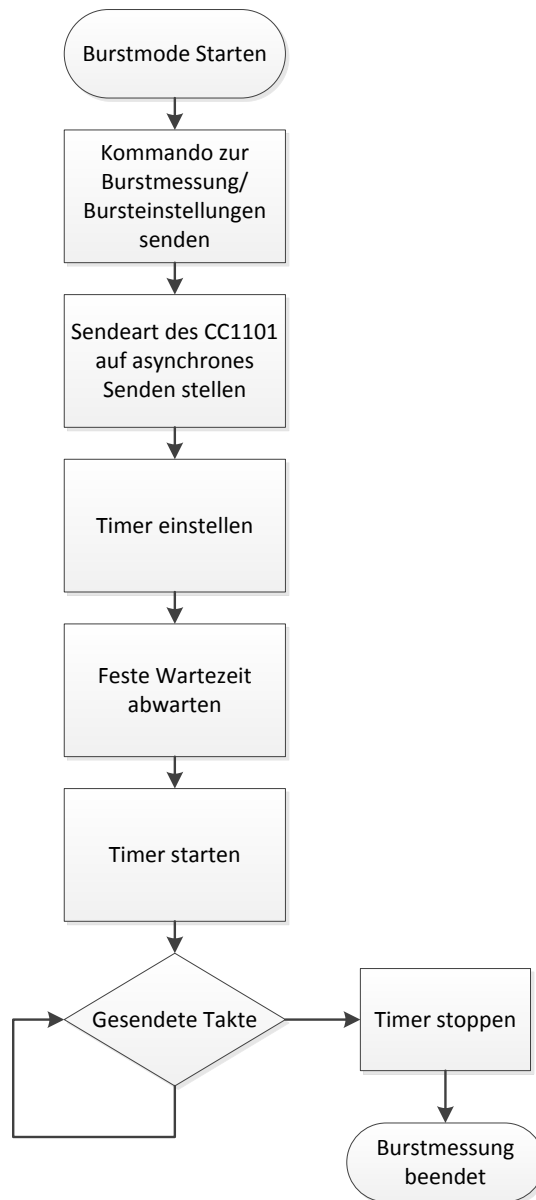 Burstmode Starten
Kommando zur
Burstmessung/
Bursteinstellungen
senden
Sendeart des CC1101
auf asynchrones
Senden stellen
Timer einstellen
Feste Wartezeit
abwarten
Timer starten
Gesendete Takte
Timer stoppen
Burstmessung
beendet